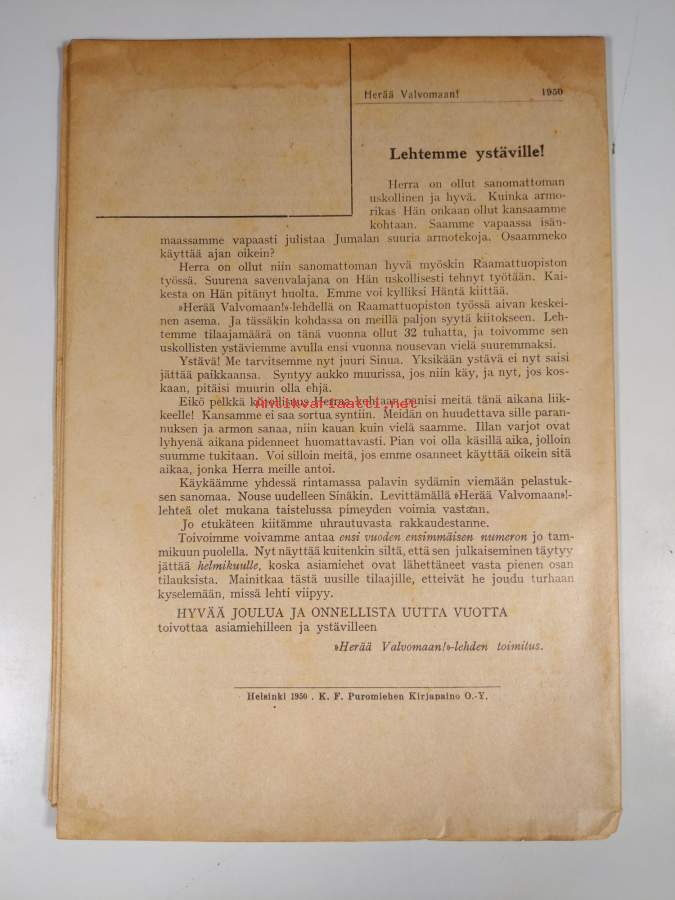 Herää Valvomaan! 1950
Lehtemme ystäville!
Herra on ollut sanomattoman
uskollinen ja hyvä. Kuinka armo-
rikas Hän onkaan ollut kansaamme
kohtaan. Saamme vapaassa isän-
maassamme vapaasti julistaa Jumalan suuria armotekoja. Osaammeko
käyttää ajan oikein?
Herra on ollut niin sanomattoman hyvä myöskin Raamattuopiston
työssä. Suurena savenvalajana on Hän uskollisesti tehnyt työtään. Kai-
kesta on Hän pitänyt huolta. Emme voi kylliksi Häntä kiittää.
»Herää Valvomaan!»-lehdellä on Raamattuopiston työssä aivan keskei-
nen asema. Ja tässäkin kohdassa on meillä paljon syytä kiitokseen. Leh-
temme tilaajamäärä on tänä vuonna ollut 32 tuhatta, ja toivomme sen
uskollisten ystäviemme avulla ensi vuonna nousevan vielä suuremmaksi.
Ystävä! Me tarvitsemme nyt juuri Sinua. Yksikään ystävä ei nyt saisi
jättää paikkaansa. Syntyy aukko muurissa, jos niin käy, ja nyt, jos kos-
kaan, pitäisi muurin olla ehjä.
Eikö pelkkä kiitollisuus Herraa kohtaan panisi meitä tänä aikana liik-
Antikvariaatti.net
keelle! Kansamme ei saa sortua syntiin. Meidän on huudettava sille paran-
nuksen ja armon sanaa, niin kauan kuin vielä saamme. Illan varjot ovat
lyhyenä aikana pidenneet huomattavasti. Pian voi olla käsillä aika, jolloin
suumme tukitaan. Voi silloin meitä, jos emme osanneet käyttää oikein sitä
aikaa, jonka Herra meille antoi.
Käykäämme yhdessä rintamassa palavin sydämin viemään pelastuk-
sen sanomaa. Nouse uudelleen Sinäkin. Levittämällä »Herää Valvomaan»!-
lehteä olet mukana taistelussa pimeyden voimia vastaan.
Jo etukäteen kiitämme uhrautuvasta rakkaudestanne.
Toivoimme voivamme antaa ensi vuoden ensimmäisen numeron jo tam-
mikuun puolella. Nyt näyttää kuitenkin siltä, että sen julkaiseminen täytyy
jättää helmikuulle, koska asiamiehet ovat lähettäneet vasta pienen osan
tilauksista. Mainitkaa tästä uusille tilaajille, etteivät he joudu turhaan
kyselemään, missä lehti viipyy.
HYVÄÄ JOULUA JA ONNELLISTA UUTTA VUOTTA
toivottaa asiamiehilleen ja ystävilleen
»Herää Valvomaan!»-lehden toimitus.
Helsinki 1950 . K. F. Puromiehen Kirjapaino O.-Y.